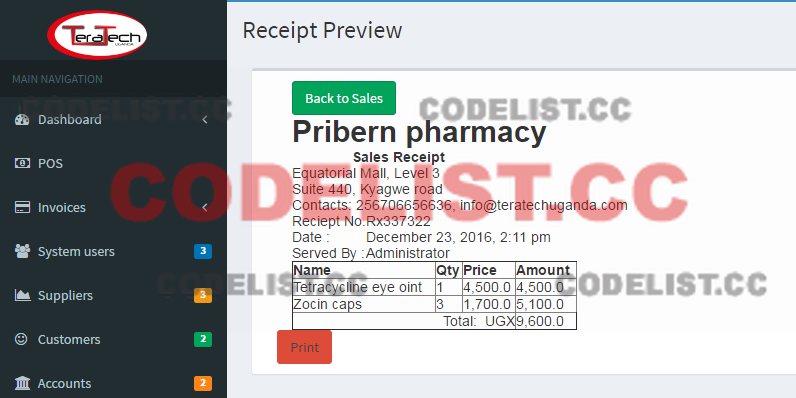 TeraTech
UGANDA
Receipt Preview
MAIN NAVIGATION
Dashboard
POS
Invoices
System users 3
Suppliers 3
Customers 2
Accounts 2
Back to Sales
Pribern pharmacy
Sales Receipt
Equatorial Mall, Level 3
Suite 440, Kyagwe road
Contacts: 256706656636, info@teratechuganda.com
Reciept No.Rx337322
Date : December 23, 2016, 2:11 pm
Served By :Administrator
Name Qty Price Amount
Tetracycline eye oint 1 4,500.0 4,500.0
Zocin caps 3 1,700.0 5,100.0
Total: UGX 9,600.0
Print
CODELIST.CC
CODELIST.CC
CODELIST.CC
CODELIST.CC
CODELIST.CC